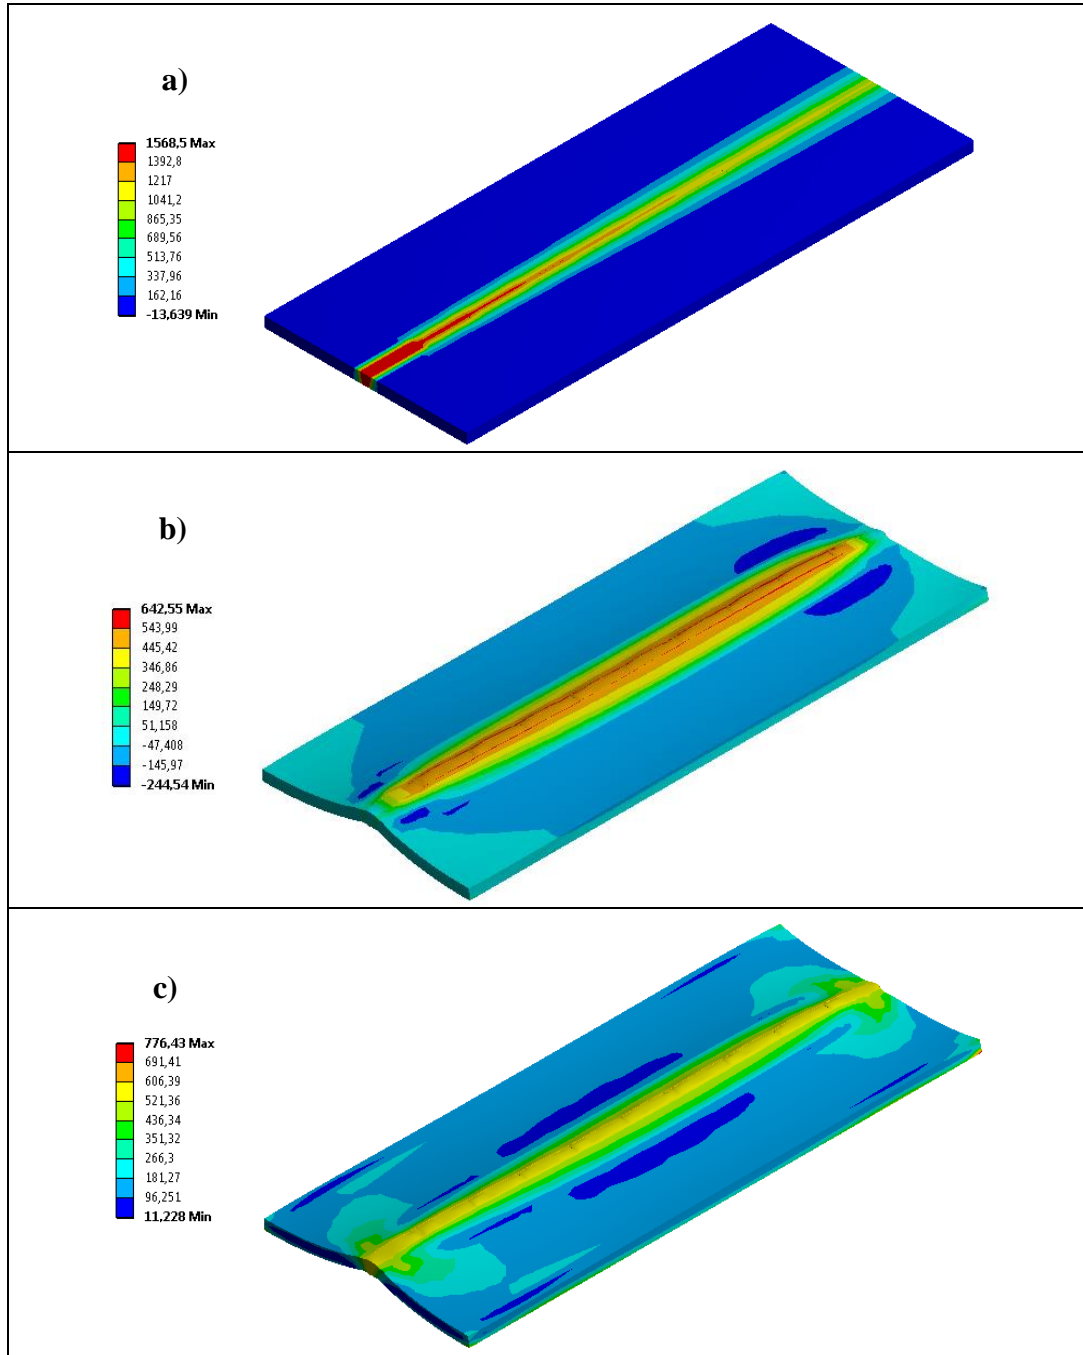 a)
1568,5 Max
1392,8
1217
1041,2
865,35
689,56
513,76
337,96
162,16
-13,639 Min
b)
642,55 Max
543,99
445,42
346,86
248,29
149,72
51,158
-47,408
-145,97
-244,54 Min
c)
776,43 Max
691,41
606,39
521,36
436,34
351,32
266,3
181,27
96,251
11,228 Min